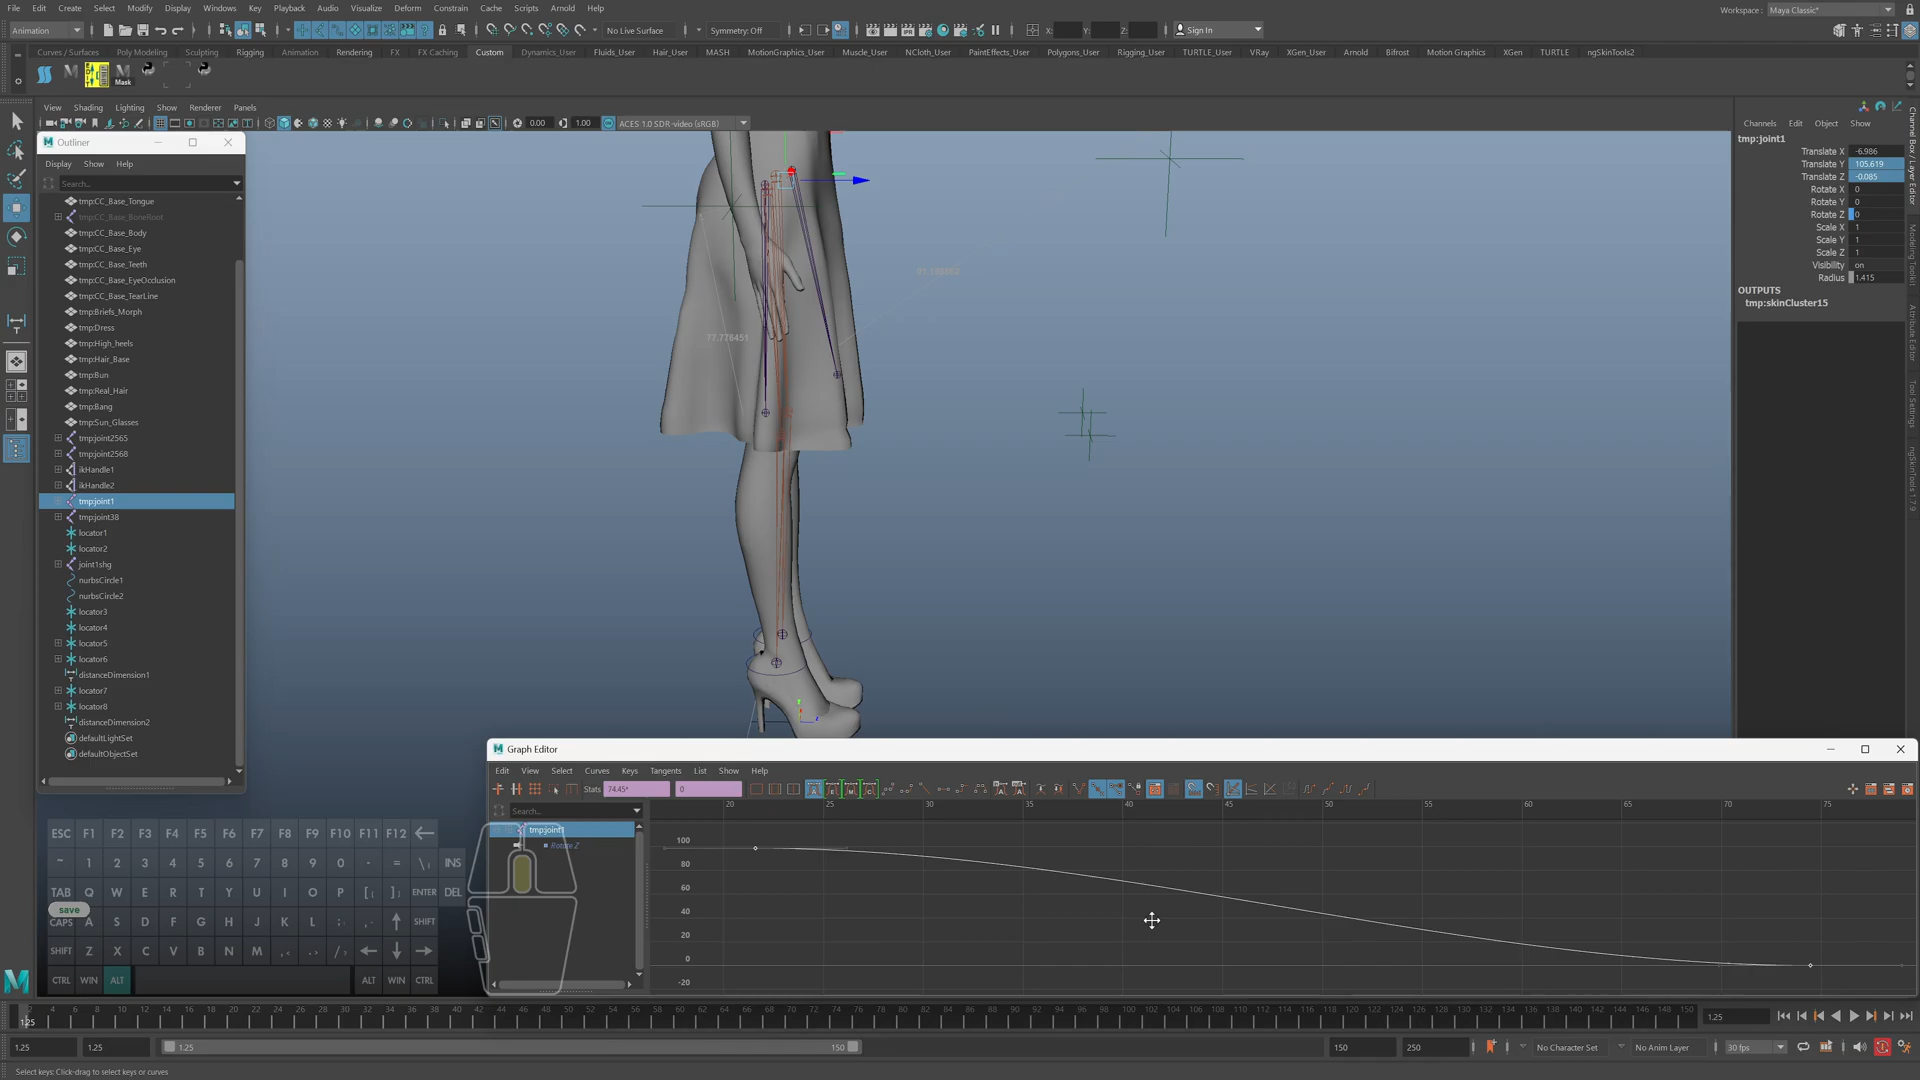 File Edit Create Select Modify Display Windows Key Playback Audio Visualize Deform Constrain Cache Scripts Arnold Help
Workspace : Maya Classic*
Animation No Live Surface Symmetry: Off X: Y: Z: Sign In
Curves / Surfaces Poly Modeling Sculpting Rigging Animation Rendering FX FX Caching Custom Dynamics_User Fluids_User Hair_User MASH MotionGraphics_User Muscle_User NCloth_User PaintEffects_User Polygons_User Rigging_User TURTLE_User VRay XGen_User Arnold Bifrost Motion Graphics XGen TURTLE ngSkinTools2
Mask
View Shading Lighting Show Renderer Panels
0.00 1.00 ACES 1.0 SDR-video (sRGB)
Outliner
Display Show Help
Search...
tmp:CC_Base_Tongue
tmp:CC_Base_BoneRoot
tmp:CC_Base_Body
tmp:CC_Base_Eye
tmp:CC_Base_Teeth
tmp:CC_Base_EyeOcclusion
tmp:CC_Base_TearLine
tmp:Briefs_Morph
tmp:Dress
tmp:High_heels
tmp:Hair_Base
tmp:Bun
tmp:Real_Hair
tmp:Bang
tmp:Sun_Glasses
tmp:joint2565
tmp:joint2568
ikHandle1
ikHandle2
tmp:joint1
tmp:joint38
locator1
locator2
joint1shg
nurbsCircle1
nurbsCircle2
locator3
locator4
locator5
locator6
distanceDimension1
locator7
locator8
distanceDimension2
defaultLightSet
defaultObjectSet
77.776451
Channels Edit Object Show
tmp:joint1
Translate X -6.986
Translate Y 105.619
Translate Z -0.085
Rotate X 0
Rotate Y 0
Rotate Z 0
Scale X 1
Scale Y 1
Scale Z 1
Visibility on
Radius 1.415
OUTPUTS
tmp:skinCluster15
Channel Box / Layer Editor
Modeling Toolkit
Attribute Editor
Tool Settings
ngSkinTools 1.7.9
Graph Editor
Edit View Select Curves Keys Tangents List Show Help
Stats 74.45* 0
Search...
tmp:joint1
Rotate Z
20 25 30 35 40 45 50 55 60 65 70 75
100
80
60
40
20
0
-20
ESC F1 F2 F3 F4 F5 F6 F7 F8 F9 F10 F11 F12
~ 1 2 3 4 5 6 7 8 9 0 - = \ INS
TAB Q W E R T Y U I O P [ ] ENTER DEL
save
CAPS A S D F G H J K L ; ' SHIFT
SHIFT Z X C V B N M , . /
CTRL WIN ALT ALT WIN CTRL
1.25
1.25 1.25 1.25 150 150 250 No Character Set No Anim Layer 30 fps
Select keys: Click-drag to select keys or curves